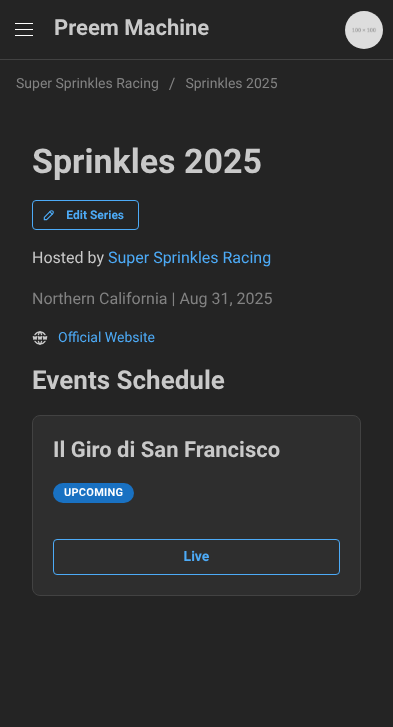 Preem Machine
100 × 100
Super Sprinkles Racing / Sprinkles 2025
Sprinkles 2025
Edit Series
Hosted by Super Sprinkles Racing
Northern California | Aug 31, 2025
Official Website
Events Schedule
Il Giro di San Francisco
UPCOMING
Live